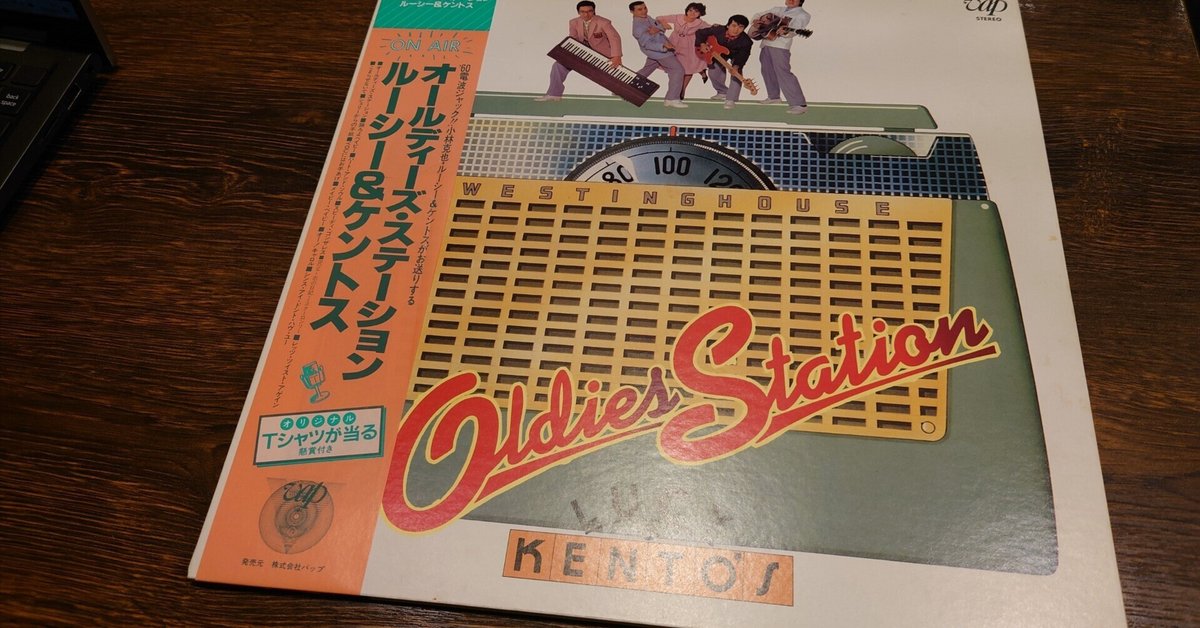 ルーシー&ケントス
ON AIR
オールディーズ・ステーション
ルーシー&ケントス
'60電波ジャック!!小林克也・ルーシー&ケントスがお送りする
オリジナル
Tシャツが当る
懸賞付き
vap
発売元 株式会社バップ
vap
STEREO
80 100 120
WESTINGHOUSE
Oldies Station
KENTO'S
back
space